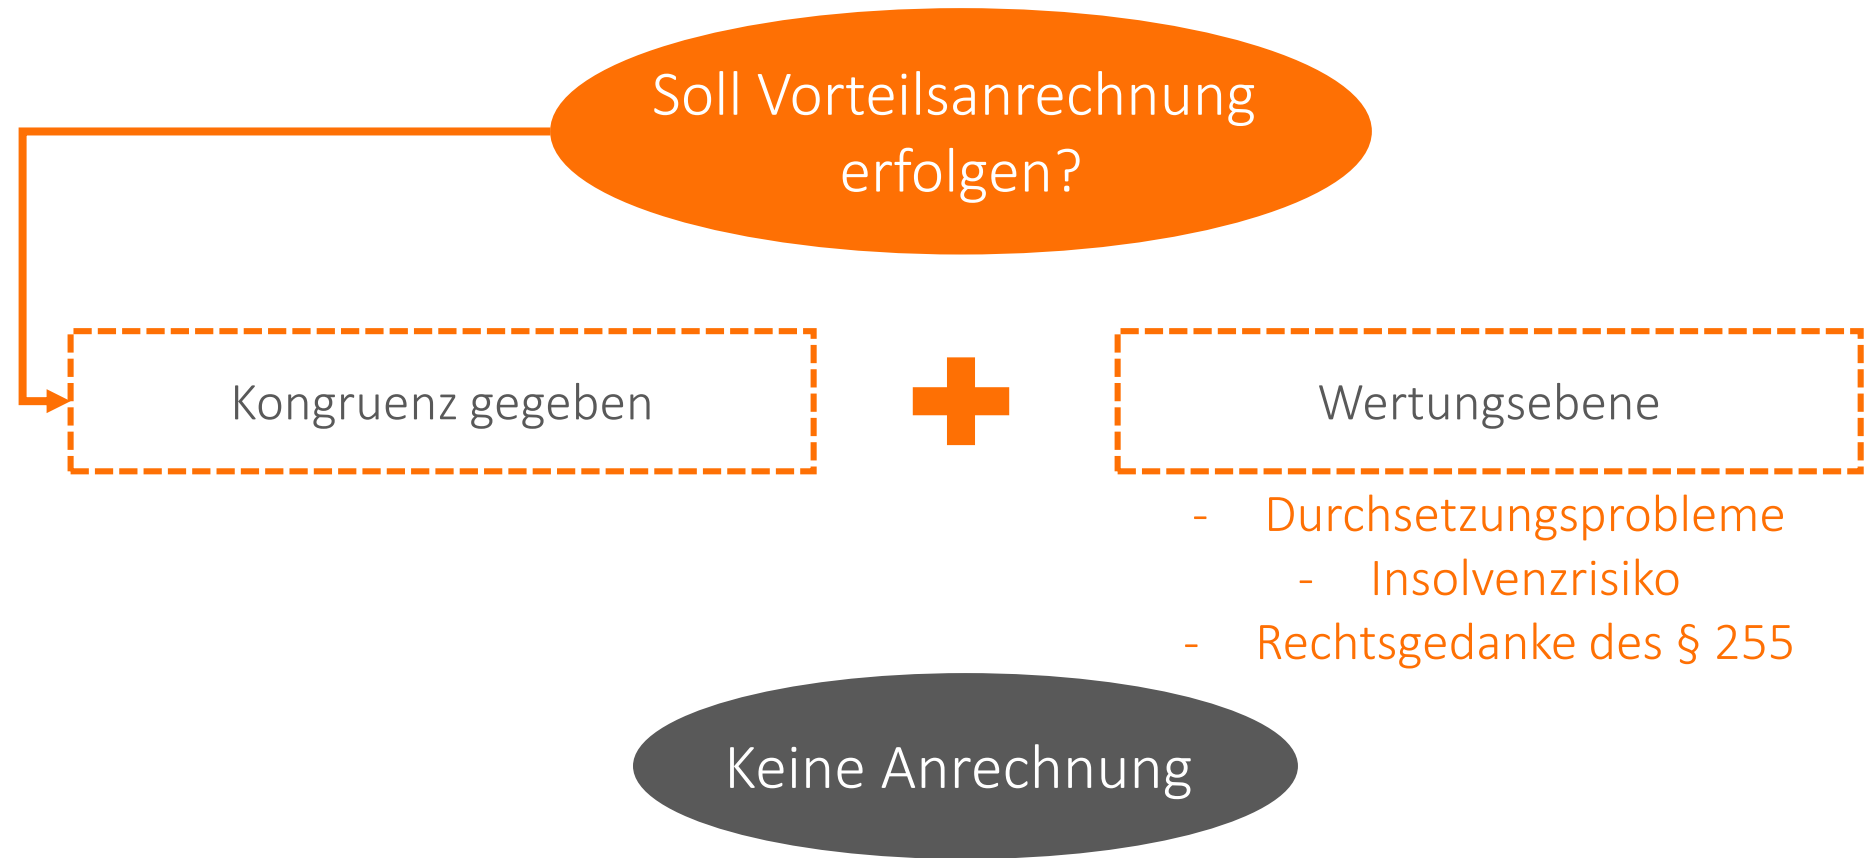 Soll Vorteilsanrechnung
erfolgen?
Kongruenz gegeben
Wertungsebene
- Durchsetzungsprobleme
- Insolvenzrisiko
- Rechtsgedanke des § 255
Keine Anrechnung